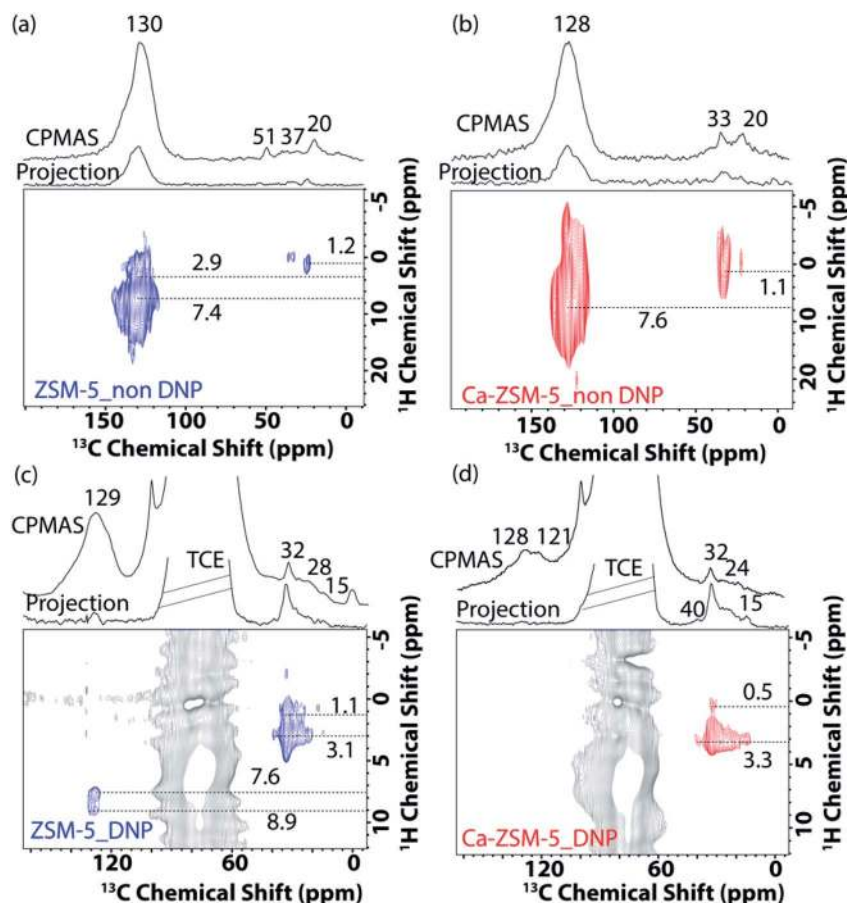 (a)
130
CPMAS
51 37 20
Projection
-5
0
10
20
¹H Chemical Shift (ppm)
1.2
2.9
7.4
ZSM-5_non DNP
150 100 50 0
¹³C Chemical Shift (ppm)
(b)
128
CPMAS
33 20
Projection
-5
0
10
20
¹H Chemical Shift (ppm)
1.1
7.6
Ca-ZSM-5_non DNP
150 100 50 0
¹³C Chemical Shift (ppm)
(c)
129
CPMAS
TCE
32
28
15
Projection
-5
0
5
10
¹H Chemical Shift (ppm)
1.1
3.1
7.6
8.9
ZSM-5_DNP
120 60 0
¹³C Chemical Shift (ppm)
(d)
CPMAS
128 121
TCE
32
24
15
40
Projection
-5
0
5
10
¹H Chemical Shift (ppm)
0.5
3.3
Ca-ZSM-5_DNP
120 60 0
¹³C Chemical Shift (ppm)